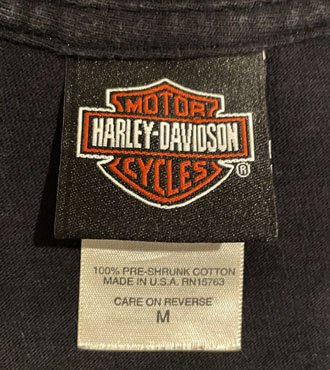 MOTOR
HARLEY-DAVIDSON
CYCLES
®
100% PRE-SHRUNK COTTON
MADE IN U.S.A. RN15763
CARE ON REVERSE
M